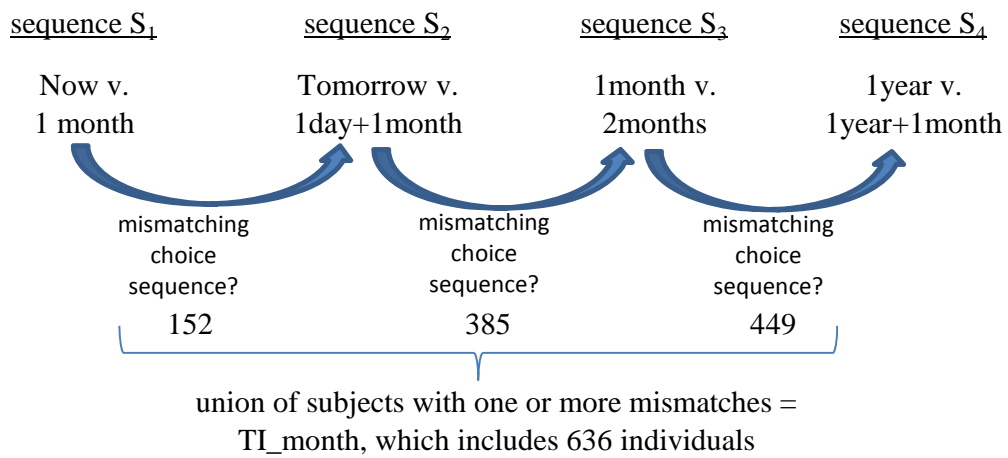 sequence S1 sequence S2 sequence S3 sequence S4
Now v. Tomorrow v. 1month v. 1year v.
1 month 1day+1month 2months 1year+1month
mismatching mismatching mismatching
choice choice choice
sequence? sequence? sequence?
152 385 449
union of subjects with one or more mismatches =
TI_month, which includes 636 individuals